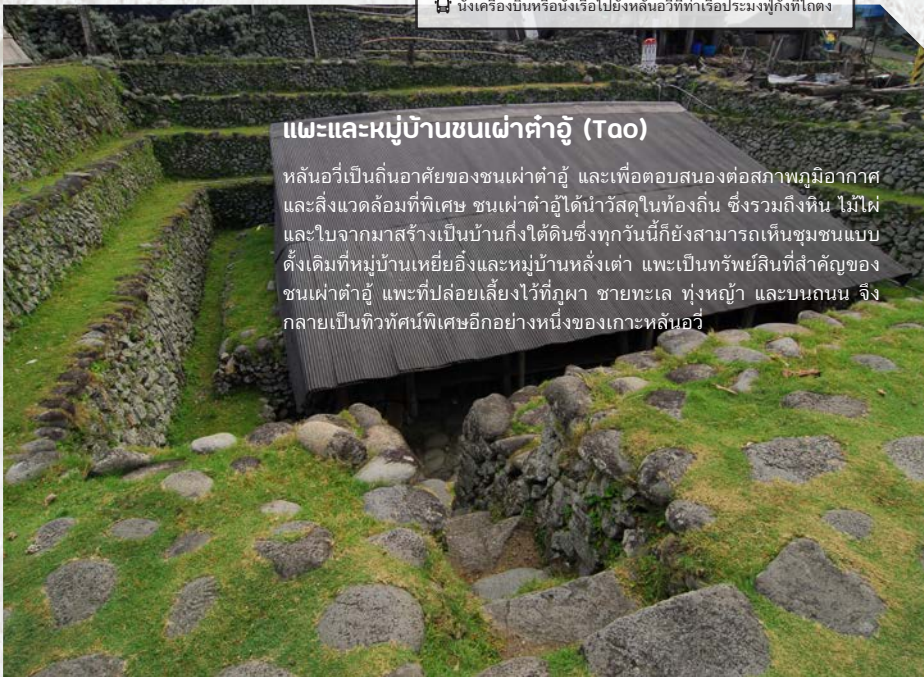 นั่งเครื่องบินหรือนั่งเรือไปยังหลันอวี่ที่ท่าเรือประมงฟู่กังที่ไถตง
แพะและหมู่บ้านชนเผ่าต๋าอู้ (Tao)
หลันอวี่เป็นถิ่นอาศัยของชนเผ่าต๋าอู้ และเพื่อตอบสนองต่อสภาพภูมิอากาศ
และสิ่งแวดล้อมที่พิเศษ ชนเผ่าต๋าอู้ได้นำวัสดุในท้องถิ่น ซึ่งรวมถึงหิน ไม้ไผ่
และใบจากมาสร้างเป็นบ้านกึ่งใต้ดินซึ่งทุกวันนี้ก็ยังสามารถเห็นชุมชนแบบ
ดั้งเดิมที่หมู่บ้านเหยี่ยอิ๋งและหมู่บ้านหลั่งเต่า แพะเป็นทรัพย์สินที่สำคัญของ
ชนเผ่าต๋าอู้ แพะที่ปล่อยเลี้ยงไว้ที่ภูผา ชายทะเล ทุ่งหญ้า และบนถนน จึง
กลายเป็นทิวทัศน์พิเศษอีกอย่างหนึ่งของเกาะหลันอวี่